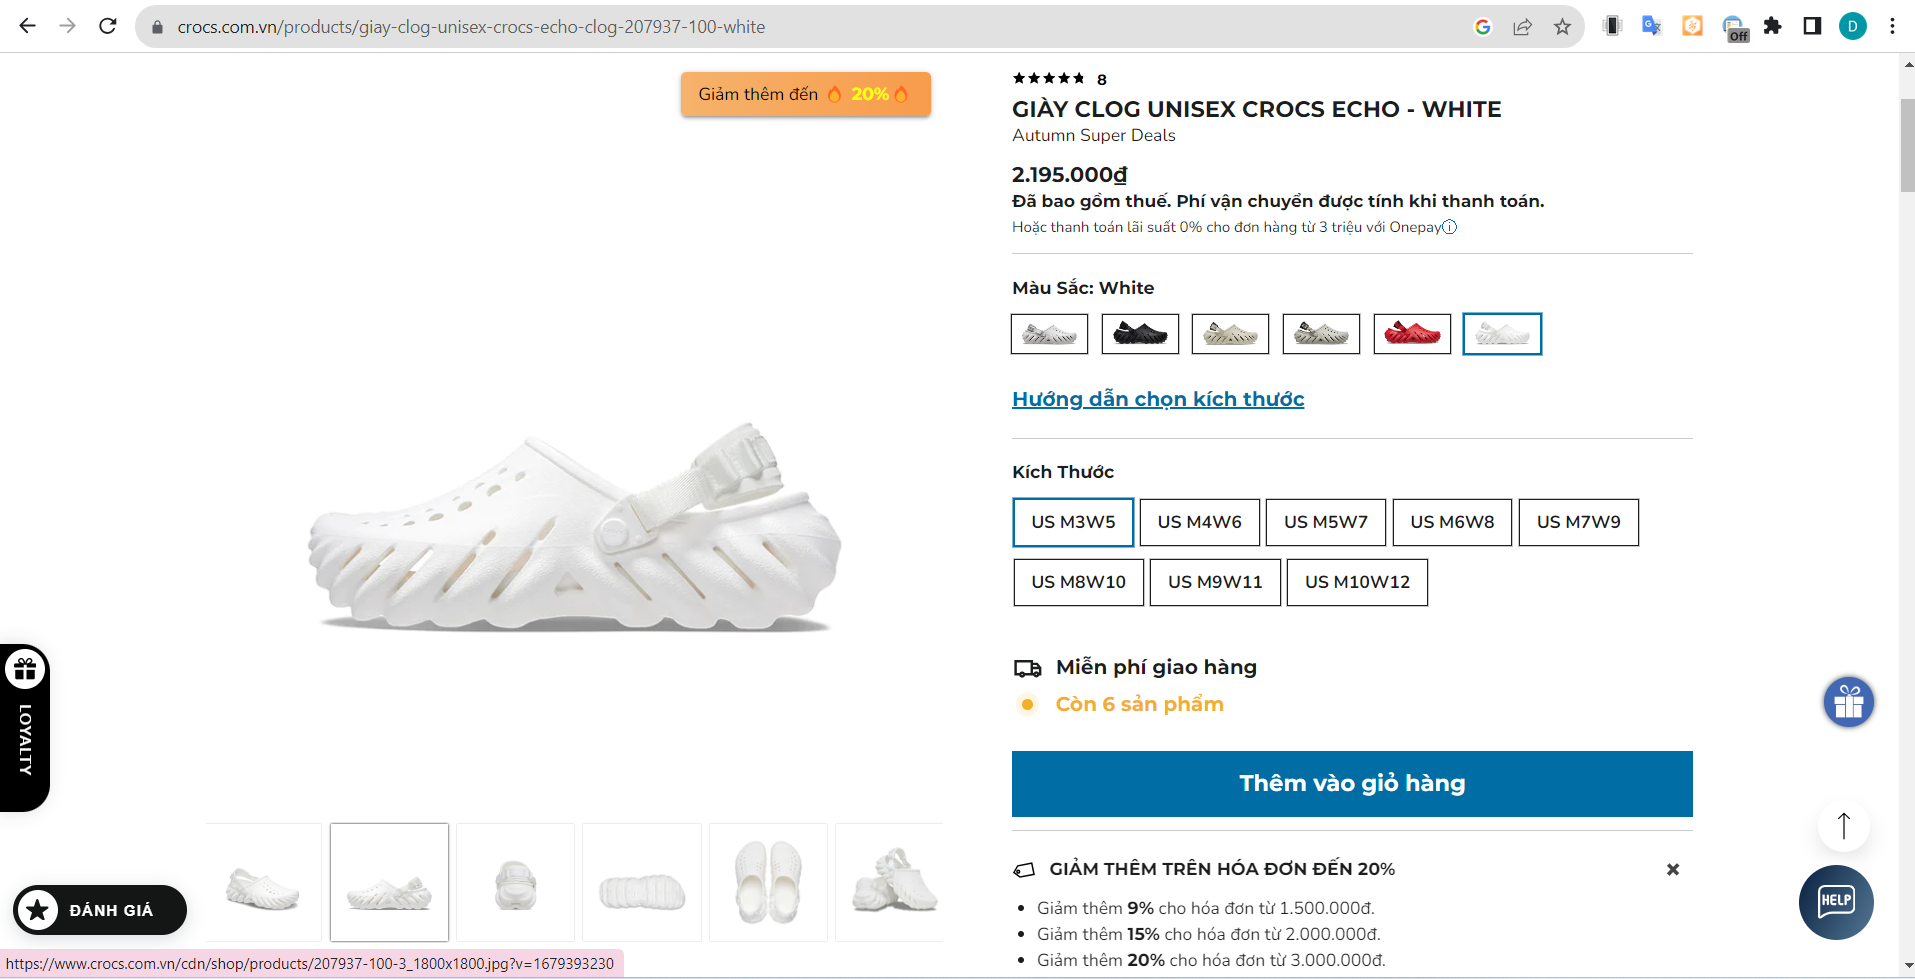 crocs.com.vn/products/giay-clog-unisex-crocs-echo-clog-207937-100-white
Off
D
Giảm thêm đến 🔥 20% 🔥
★★★★★ 8
GIÀY CLOG UNISEX CROCS ECHO - WHITE
Autumn Super Deals
2.195.000₫
Đã bao gồm thuế. Phí vận chuyển được tính khi thanh toán.
Hoặc thanh toán lãi suất 0% cho đơn hàng từ 3 triệu với Onepayⓘ
Màu Sắc: White
Hướng dẫn chọn kích thước
Kích Thước
US M3W5 US M4W6 US M5W7 US M6W8 US M7W9
US M8W10 US M9W11 US M10W12
Miễn phí giao hàng
Còn 6 sản phẩm
Thêm vào giỏ hàng
GIẢM THÊM TRÊN HÓA ĐƠN ĐẾN 20%
• Giảm thêm 9% cho hóa đơn từ 1.500.000đ.
• Giảm thêm 15% cho hóa đơn từ 2.000.000đ.
• Giảm thêm 20% cho hóa đơn từ 3.000.000đ.
LOYALTY
ĐÁNH GIÁ
HELP
https://www.crocs.com.vn/cdn/shop/products/207937-100-3_1800x1800.jpg?v=1679393230